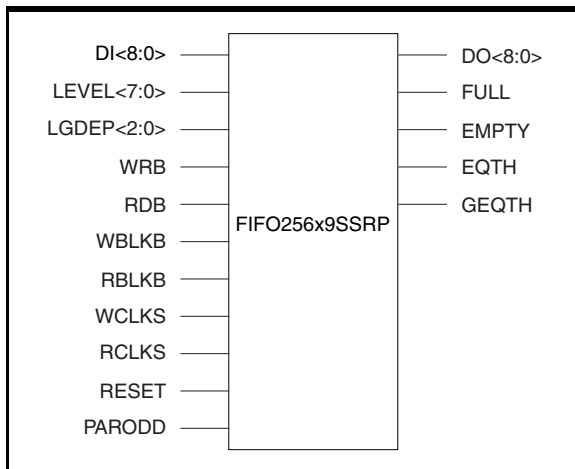 DI<8:0>
LEVEL<7:0>
LGDEP<2:0>
WRB
RDB
WBLKB
RBLKB
WCLKS
RCLKS
RESET
PARODD
FIFO256x9SSRP
DO<8:0>
FULL
EMPTY
EQTH
GEQTH